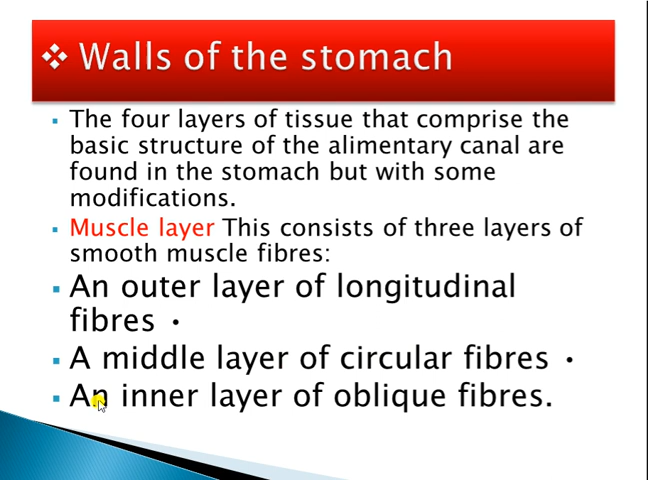 ❖ Walls of the stomach
▪ The four layers of tissue that comprise the
basic structure of the alimentary canal are
found in the stomach but with some
modifications.
▪ Muscle layer This consists of three layers of
smooth muscle fibres:
▪ An outer layer of longitudinal
fibres •
▪ A middle layer of circular fibres •
▪ An inner layer of oblique fibres.